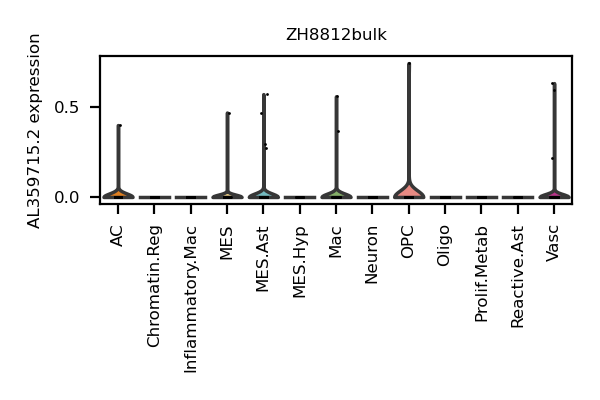 ZH8812bulk
AL359715.2 expression
0.5
0.0
AC
Chromatin.Reg
Inflammatory.Mac
MES
MES.Ast
MES.Hyp
Mac
Neuron
OPC
Oligo
Prolif.Metab
Reactive.Ast
Vasc